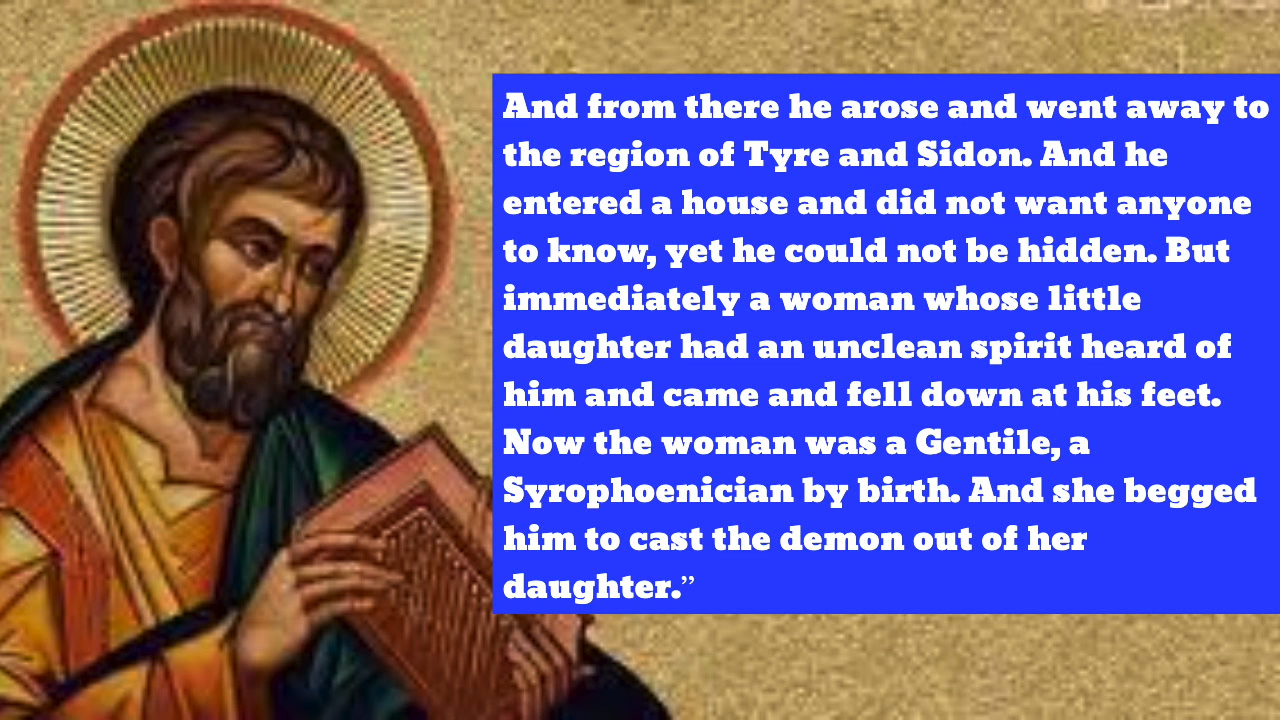 And from there he arose and went away to
the region of Tyre and Sidon. And he
entered a house and did not want anyone
to know, yet he could not be hidden. But
immediately a woman whose little
daughter had an unclean spirit heard of
him and came and fell down at his feet.
Now the woman was a Gentile, a
Syrophoenician by birth. And she begged
him to cast the demon out of her
daughter.”